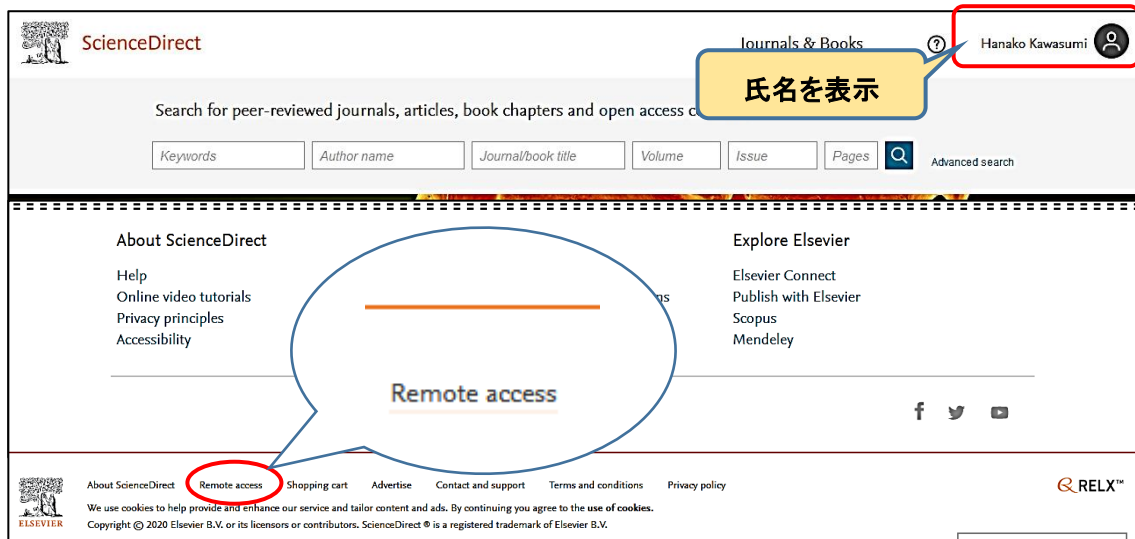 ScienceDirect
Journals & Books
?
Hanako Kawasumi
氏名を表示
Search for peer-reviewed journals, articles, book chapters and open access
Keywords
Author name
Journal/book title
Volume
Issue
Pages
Advanced search
About ScienceDirect
Explore Elsevier
Help
Elsevier Connect
Online video tutorials
Publish with Elsevier
Privacy principles
Scopus
Accessibility
Mendeley
Remote access
About ScienceDirect Remote access Shopping cart Advertise Contact and support Terms and conditions Privacy policy
RELX™
We use cookies to help provide and enhance our service and tailor content and ads. By continuing you agree to the use of cookies.
ELSEVIER
Copyright © 2020 Elsevier B.V. or its licensors or contributors. ScienceDirect ® is a registered trademark of Elsevier B.V.